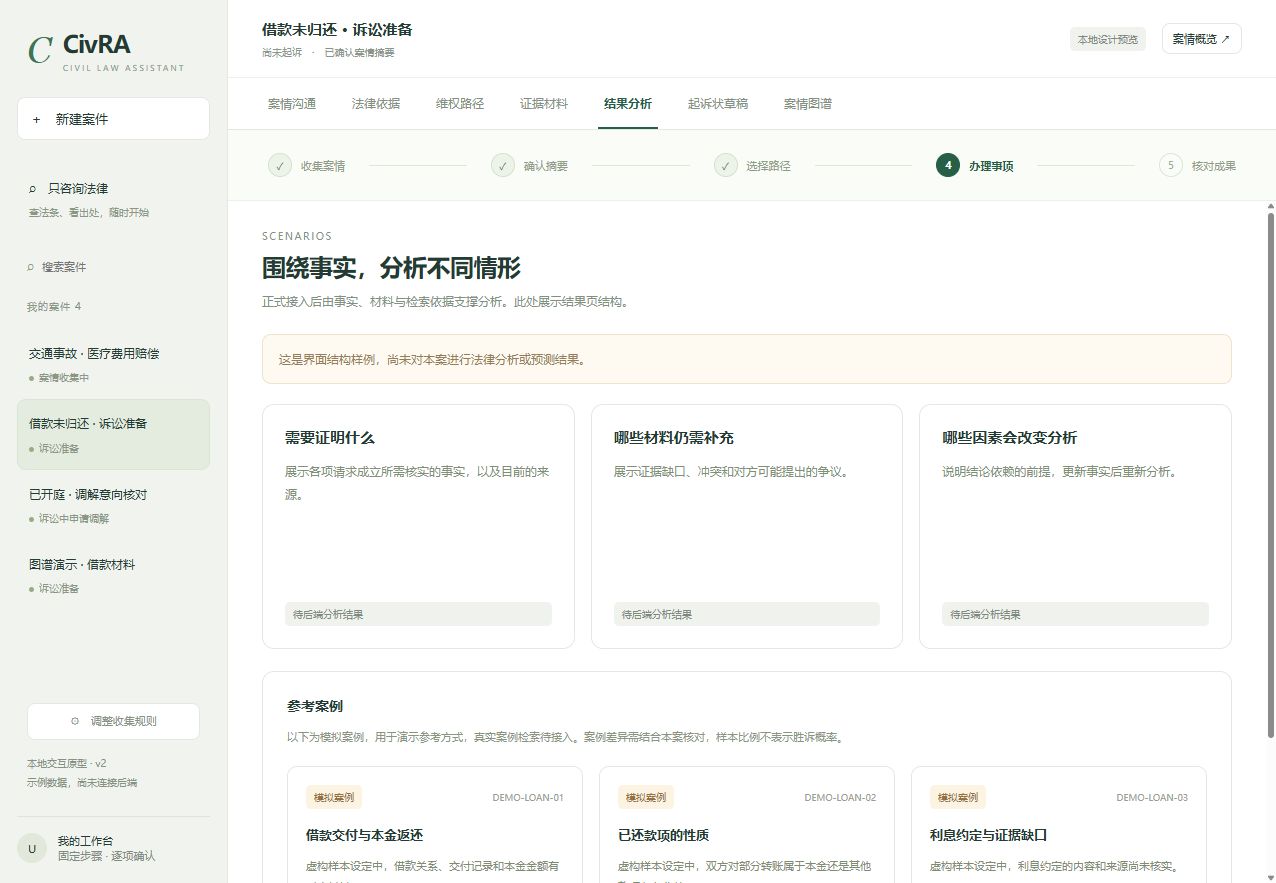 CivRA
CIVIL LAW ASSISTANT
+ 新建案件
只咨询法律
查法条、看出处，随时开始
搜索案件
我的案件 4
交通事故 · 医疗费用赔偿
案情收集中
借款未归还 · 诉讼准备
诉讼准备
已开庭 · 调解意向核对
诉讼中申请调解
图谱演示 · 借款材料
诉讼准备
调整收集规则
本地交互原型 · v2
示例数据，尚未连接后端
U
我的工作台
固定步骤 · 逐项确认
借款未归还 • 诉讼准备
尚未起诉 · 已确认案情摘要
本地设计预览
案情概览 ↗
案情沟通 法律依据 维权路径 证据材料 结果分析 起诉状草稿 案情图谱
✓ 收集案情 ✓ 确认摘要 ✓ 选择路径 4 办理事项 5 核对成果
SCENARIOS
围绕事实，分析不同情形
正式接入后由事实、材料与检索依据支撑分析。此处展示结果页结构。
这是界面结构样例，尚未对本案进行法律分析或预测结果。
需要证明什么
展示各项请求成立所需核实的事实，以及目前的来
源。
待后端分析结果
哪些材料仍需补充
展示证据缺口、冲突和对方可能提出的争议。
待后端分析结果
哪些因素会改变分析
说明结论依赖的前提，更新事实后重新分析。
待后端分析结果
参考案例
以下为模拟案例，用于演示参考方式，真实案例检索待接入。案例差异需结合本案核对，样本比例不表示胜诉概率。
模拟案例 DEMO-LOAN-01
借款交付与本金返还
虚构样本设定中，借款关系、交付记录和本金金额有
模拟案例 DEMO-LOAN-02
已还款项的性质
虚构样本设定中，双方对部分转账属于本金还是其他
模拟案例 DEMO-LOAN-03
利息约定与证据缺口
虚构样本设定中，利息约定的内容和来源尚未核实。